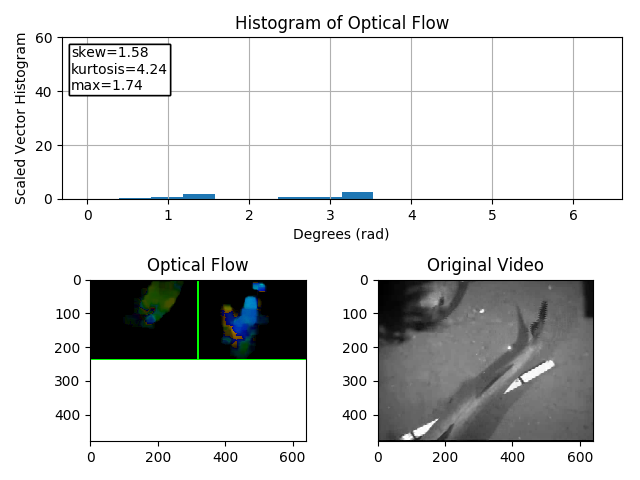 Histogram of Optical Flow
Scaled Vector Histogram
60
40
20
0
skew=1.58
kurtosis=4.24
max=1.74
0 1 2 3 4 5 6
Degrees (rad)
Optical Flow
0
100
200
300
400
0 200 400 600
Original Video
0
100
200
300
400
0 200 400 600